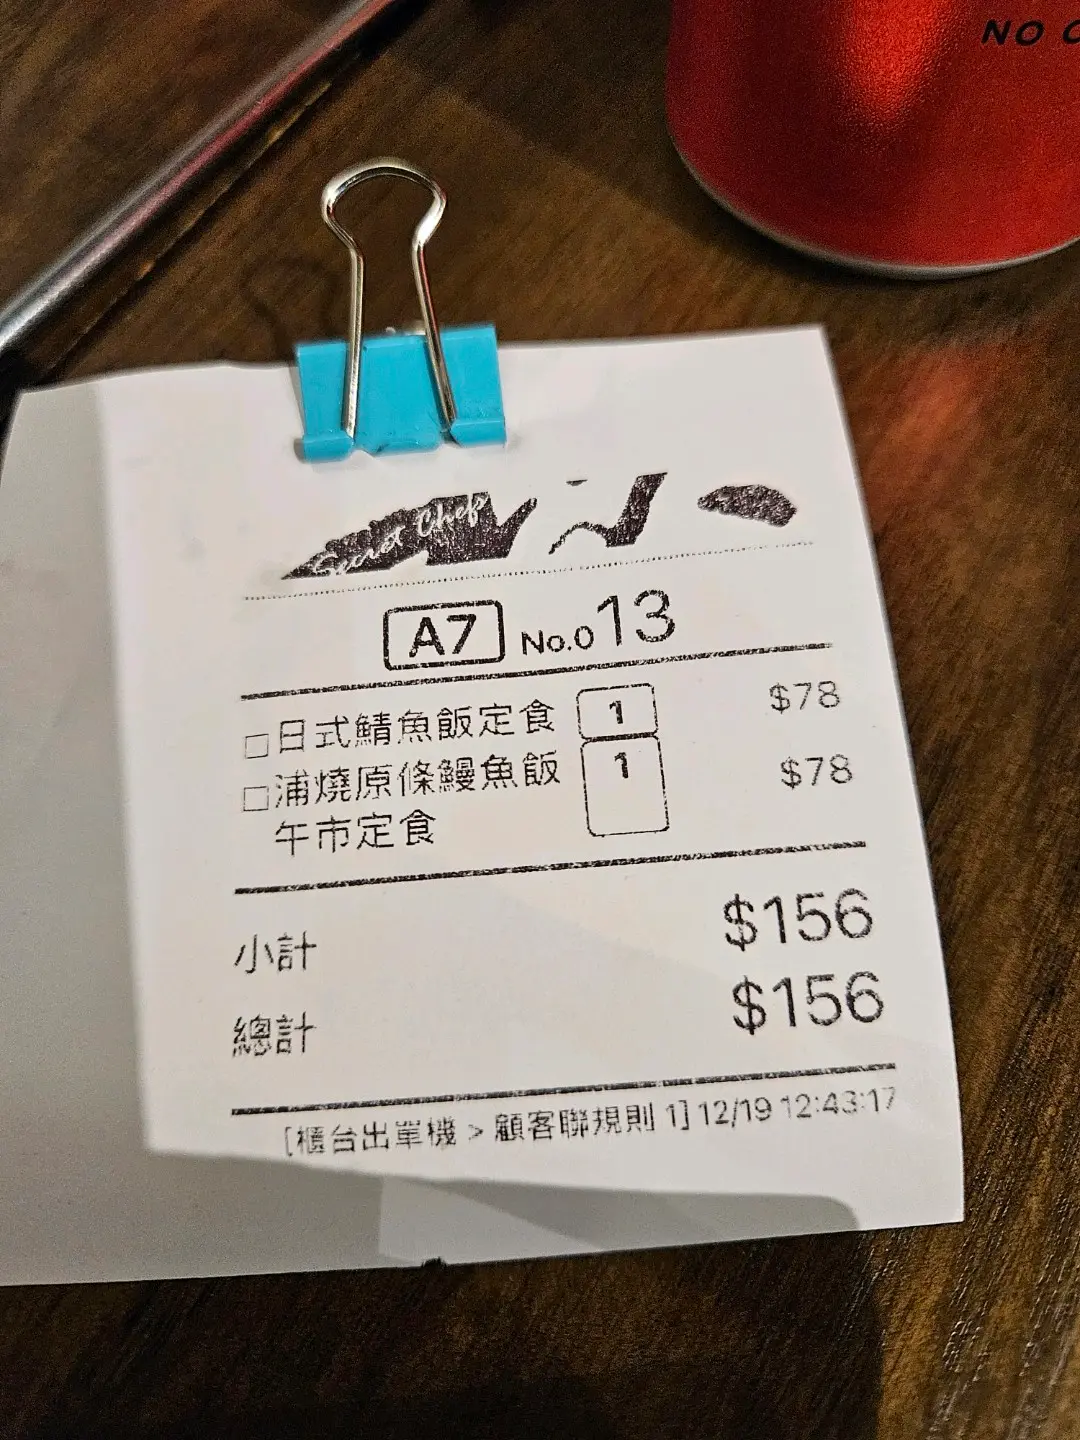 NO C
Secret Chef
A7 No.013
□日式鯖魚飯定食 1 $78
□浦燒原條鰻魚飯 1 $78
午市定食
小計 $156
總計 $156
[櫃台出單機 > 顧客聯規則 1] 12/19 12:43:17